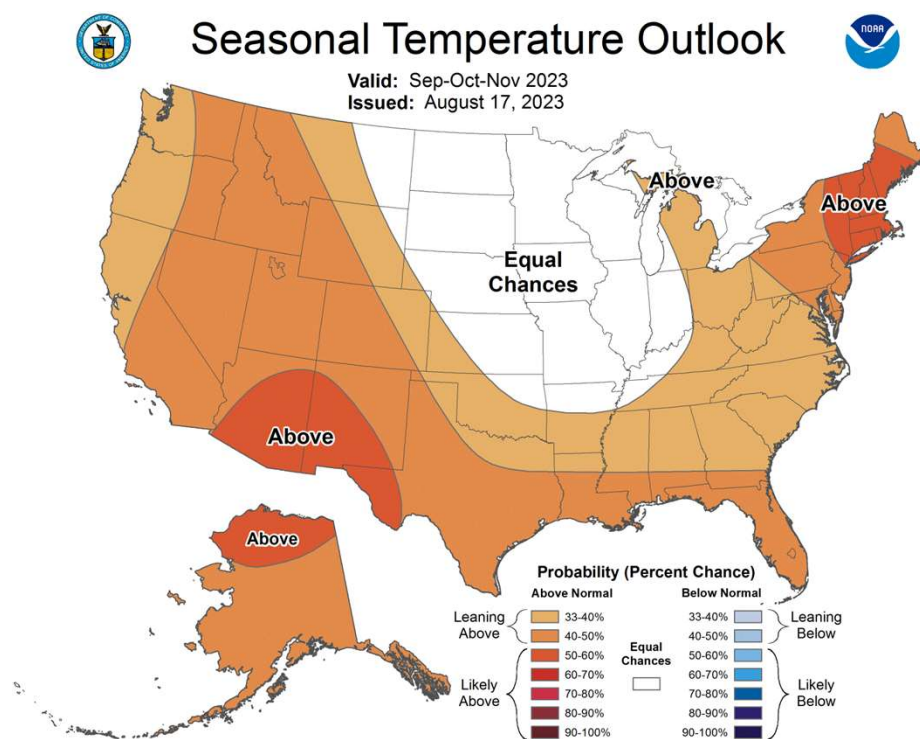 Seasonal Temperature Outlook
NOAA
Valid: Sep-Oct-Nov 2023
Issued: August 17, 2023
Above
Above
Equal
Chances
Above
Above
Probability (Percent Chance)
Above Normal
Below Normal
Leaning
Above
33-40%
40-50%
Likely
Above
50-60%
60-70%
70-80%
80-90%
90-100%
Equal
Chances
33-40%
40-50%
Leaning
Below
50-60%
60-70%
70-80%
80-90%
90-100%
Likely
Below